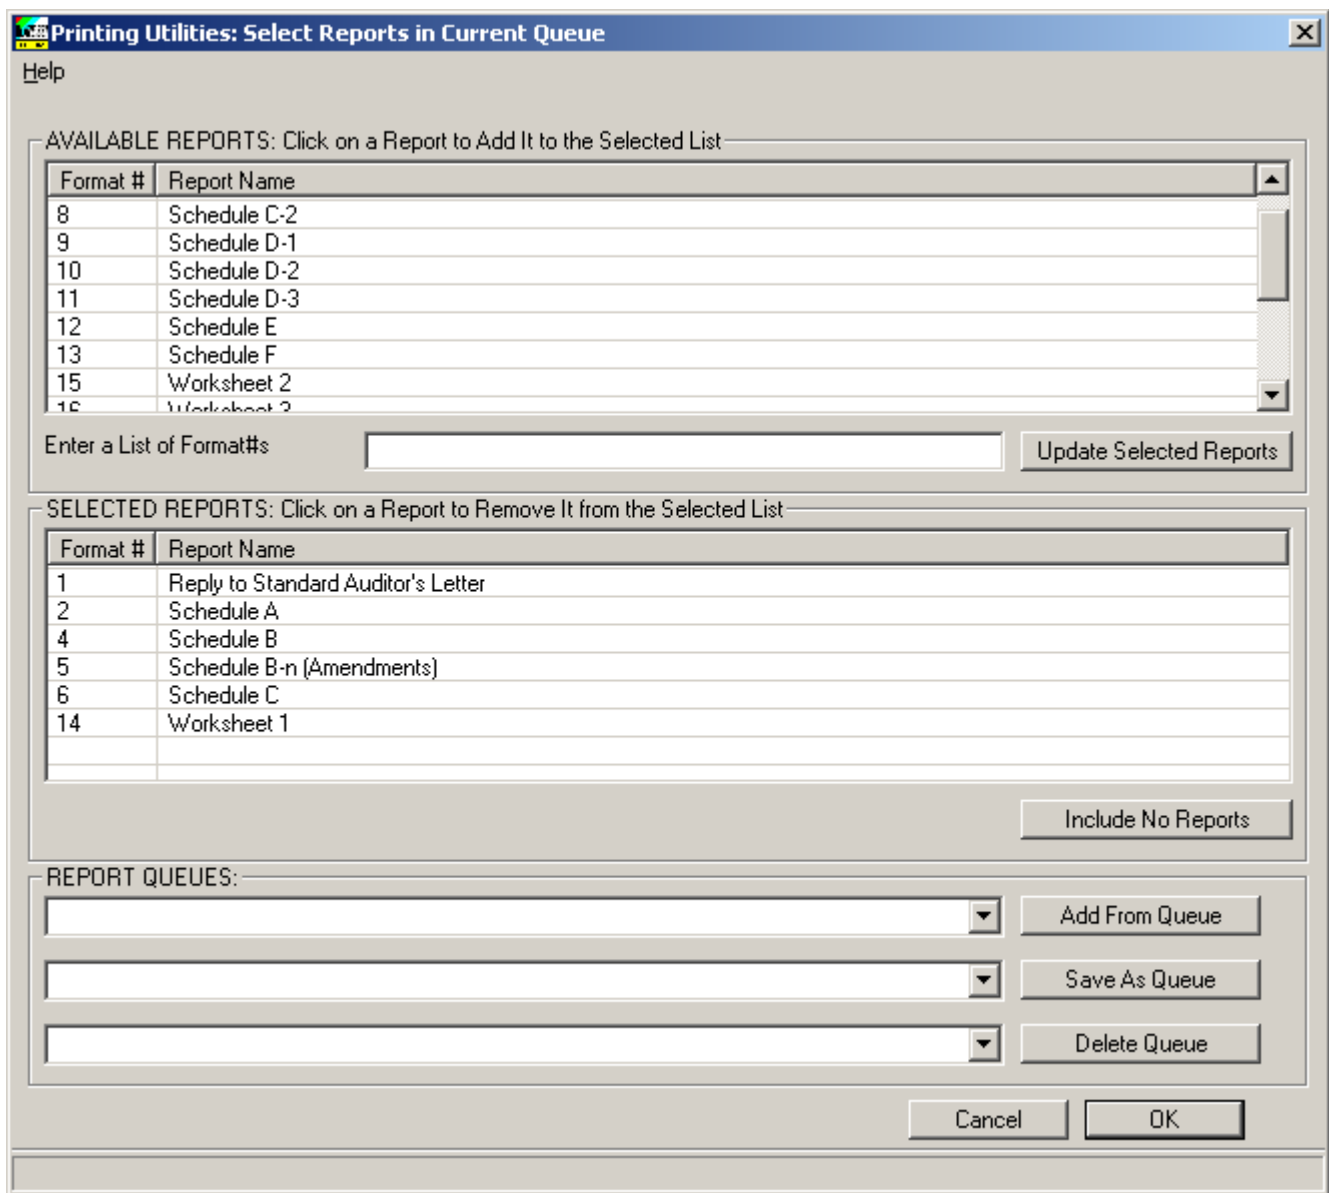 Printing Utilities: Select Reports in Current Queue
Help
AVAILABLE REPORTS: Click on a Report to Add It to the Selected List
Format # Report Name
8 Schedule C-2
9 Schedule D-1
10 Schedule D-2
11 Schedule D-3
12 Schedule E
13 Schedule F
15 Worksheet 2
16 Worksheet 3
Enter a List of Format#s Update Selected Reports
SELECTED REPORTS: Click on a Report to Remove It from the Selected List
Format # Report Name
1 Reply to Standard Auditor's Letter
2 Schedule A
4 Schedule B
5 Schedule B-n (Amendments)
6 Schedule C
14 Worksheet 1
Include No Reports
REPORT QUEUES:
Add From Queue
Save As Queue
Delete Queue
Cancel OK